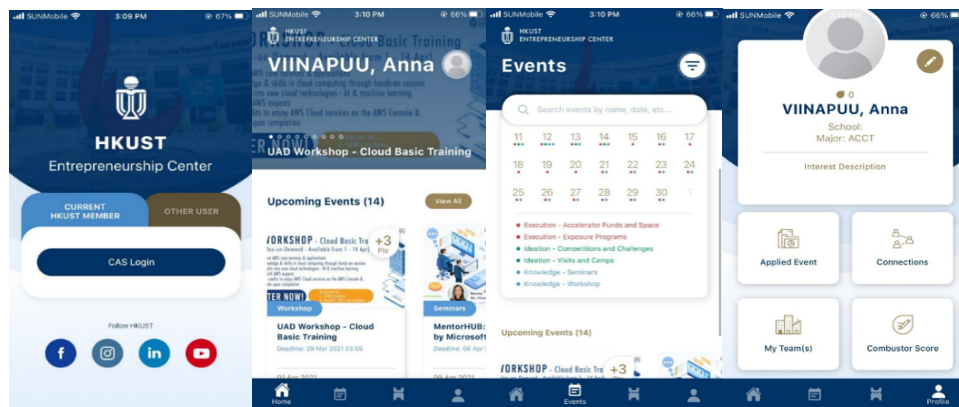 SUNMobile 3:09 PM 67%
HKUST
Entrepreneurship Center
CURRENT
HKUST MEMBER
OTHER USER
CAS Login
Follow HKUST
SUNMobile 3:10 PM 66%
HKUST
ENTREPRENEURSHIP CENTER
VIINAPUU, Anna
UAD Workshop - Cloud Basic Training
Upcoming Events (14)
View All
+3
Pts
Workshop
UAD Workshop - Cloud
Basic Training
Deadline: 29 Mar 2021 23:59
Seminars
MentorHUB:
by Microsoft
Deadline: 06 Apr
Home
SUNMobile 3:10 PM 66%
HKUST
ENTREPRENEURSHIP CENTER
Events
Search events by name, date, etc...
11 12 13 14 15 16 17
18 19 20 21 22 23 24
25 26 27 28 29 30 1
Execution - Accelerator Funds and Space
Execution - Exposure Programs
Ideation - Competitions and Challenges
Ideation - Visits and Camps
Knowledge - Seminars
Knowledge - Workshop
Upcoming Events (14)
+3
Events
SUNMobile 66%
0
VIINAPUU, Anna
School:
Major: ACCT
Interest Description
Applied Event
Connections
My Team(s)
Combustor Score
Profile